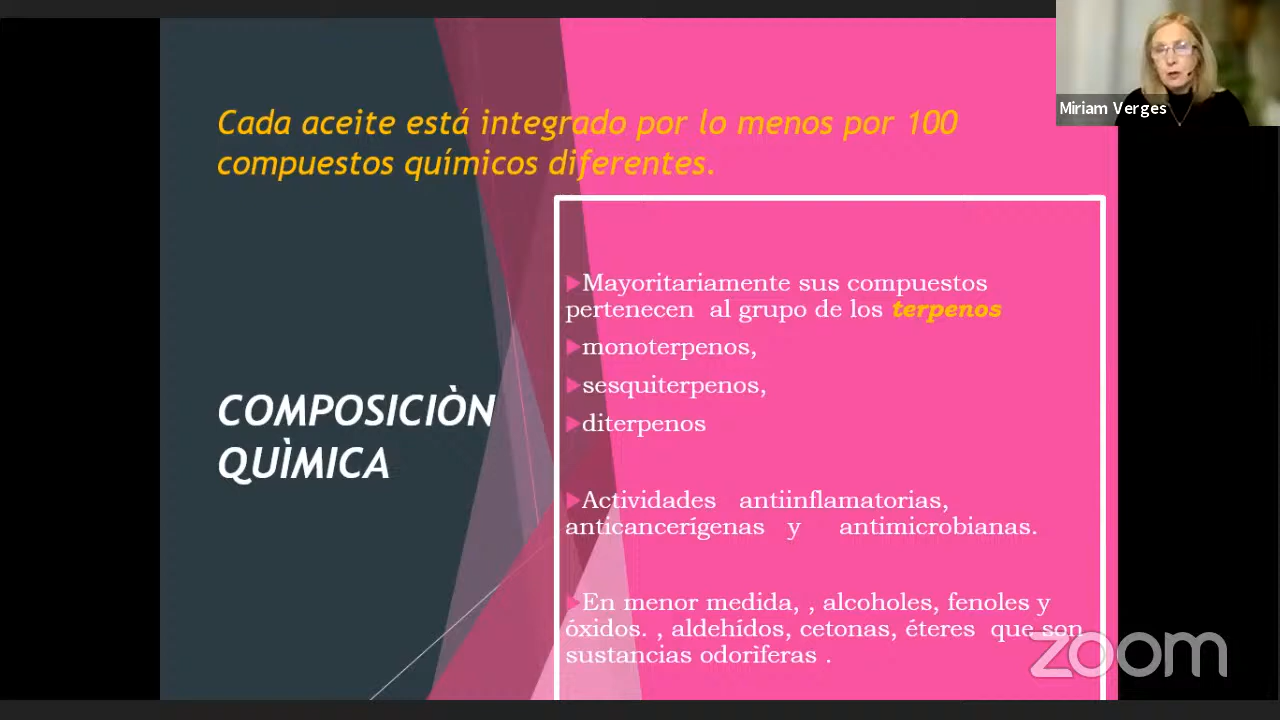 Miriam Verges
Cada aceite está integrado por lo menos por 100
compuestos químicos diferentes.
COMPOSICIÒN
QUÌMICA
Mayoritariamente sus compuestos
pertenecen al grupo de los terpenos
monoterpenos,
sesquiterpenos,
diterpenos
Actividades antiinflamatorias,
anticancerígenas y antimicrobianas.
En menor medida, , alcoholes, fenoles y
óxidos. , aldehídos, cetonas, éteres que son
sustancias odoriferas .
zoom